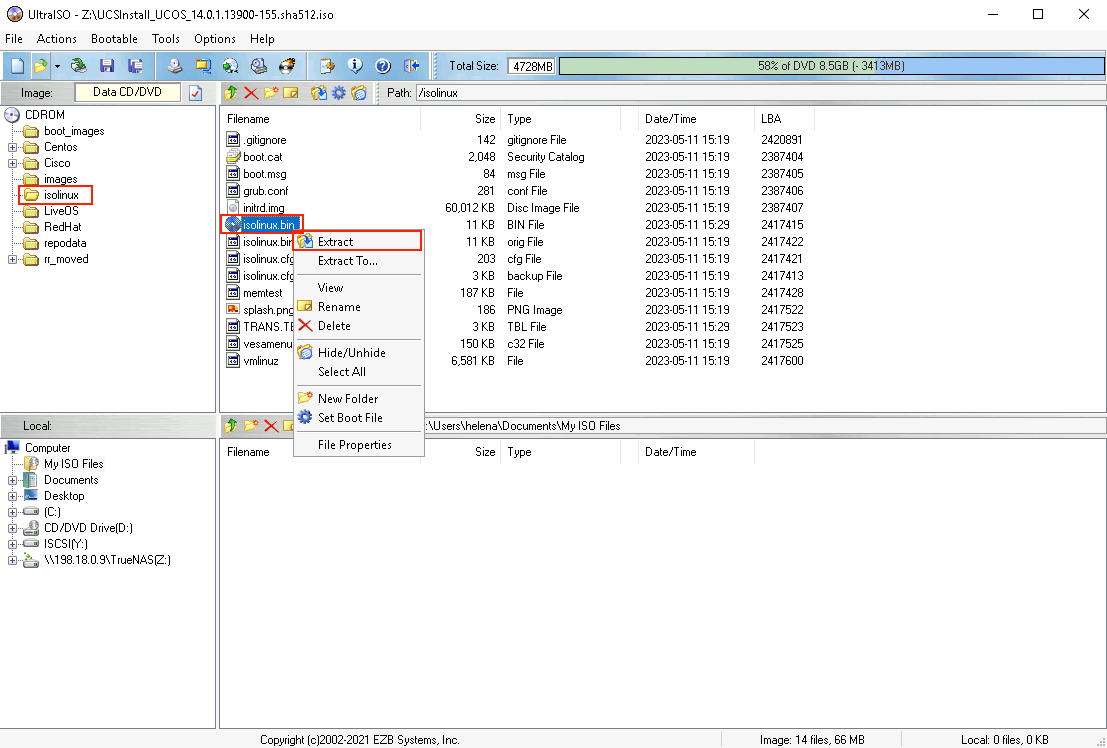 UltraISO - Z:\UCSInstall_UCOS_14.0.1.13900-155.sha512.iso
File Actions Bootable Tools Options Help
Total Size: 4728MB 58% of DVD 8.5GB (- 3413MB)
Image: Data CD/DVD Path: /isolinux
CDROM
boot_images
Centos
Cisco
images
isolinux
LiveOS
RedHat
repodata
rr_moved
Filename Size Type Date/Time LBA
.gitignore 142 gitignore File 2023-05-11 15:19 2420891
boot.cat 2,048 Security Catalog 2023-05-11 15:19 2387404
boot.msg 84 msg File 2023-05-11 15:19 2387405
grub.conf 281 conf File 2023-05-11 15:19 2387406
initrd.img 60,012 KB Disc Image File 2023-05-11 15:19 2387407
isolinux.bin 11 KB BIN File 2023-05-11 15:29 2417415
isolinux.bin 11 KB orig File 2023-05-11 15:19 2417422
isolinux.cfg 203 cfg File 2023-05-11 15:19 2417421
isolinux.cfg 3 KB backup File 2023-05-11 15:19 2417413
memtest 187 KB File 2023-05-11 15:19 2417428
splash.png 186 PNG Image 2023-05-11 15:19 2417522
TRANS.TB 3 KB TBL File 2023-05-11 15:29 2417523
vesamenu 150 KB c32 File 2023-05-11 15:19 2417525
vmlinuz 6,581 KB File 2023-05-11 15:19 2417600
Extract
Extract To...
View
Rename
Delete
Hide/Unhide
Select All
New Folder
Set Boot File
File Properties
Local: :\Users\helena\Documents\My ISO Files
Computer
My ISO Files
Documents
Desktop
(C:)
CD/DVD Drive(D:)
ISCSI(Y:)
\\198.18.0.9\TrueNAS(Z:)
Filename Size Type Date/Time
Copyright (c)2002-2021 EZB Systems, Inc. Image: 14 files, 66 MB Local: 0 files, 0 KB